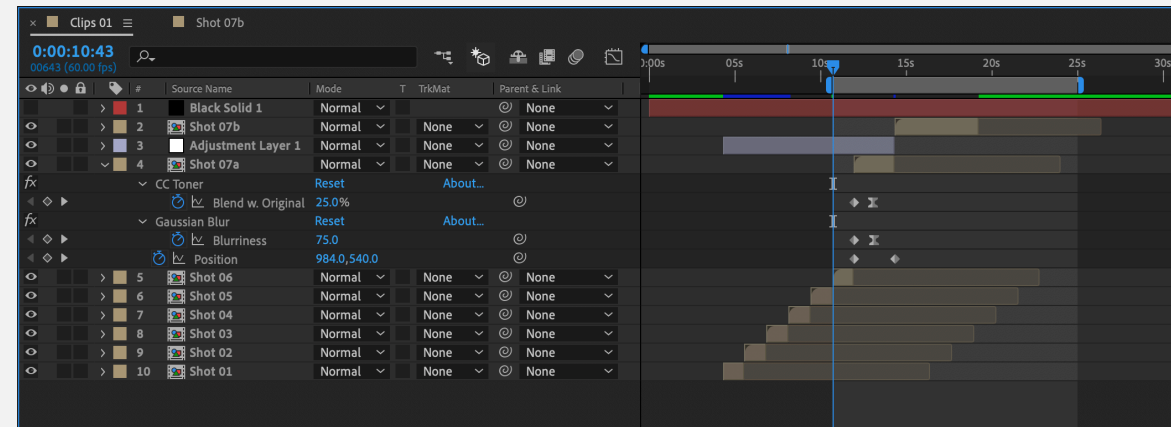 × Clips 01 Shot 07b
0:00:10:43
00643 (60.00 fps)
0:00s 05s 10s 15s 20s 25s 30s
# Source Name Mode T TrkMat Parent & Link
1 Black Solid 1 Normal None
2 Shot 07b Normal None None
3 Adjustment Layer 1 Normal None None
4 Shot 07a Normal None None
fx CC Toner Reset About...
Blend w. Original 25.0%
fx Gaussian Blur Reset About...
Blurriness 75.0
Position 984.0,540.0
5 Shot 06 Normal None None
6 Shot 05 Normal None None
7 Shot 04 Normal None None
8 Shot 03 Normal None None
9 Shot 02 Normal None None
10 Shot 01 Normal None None